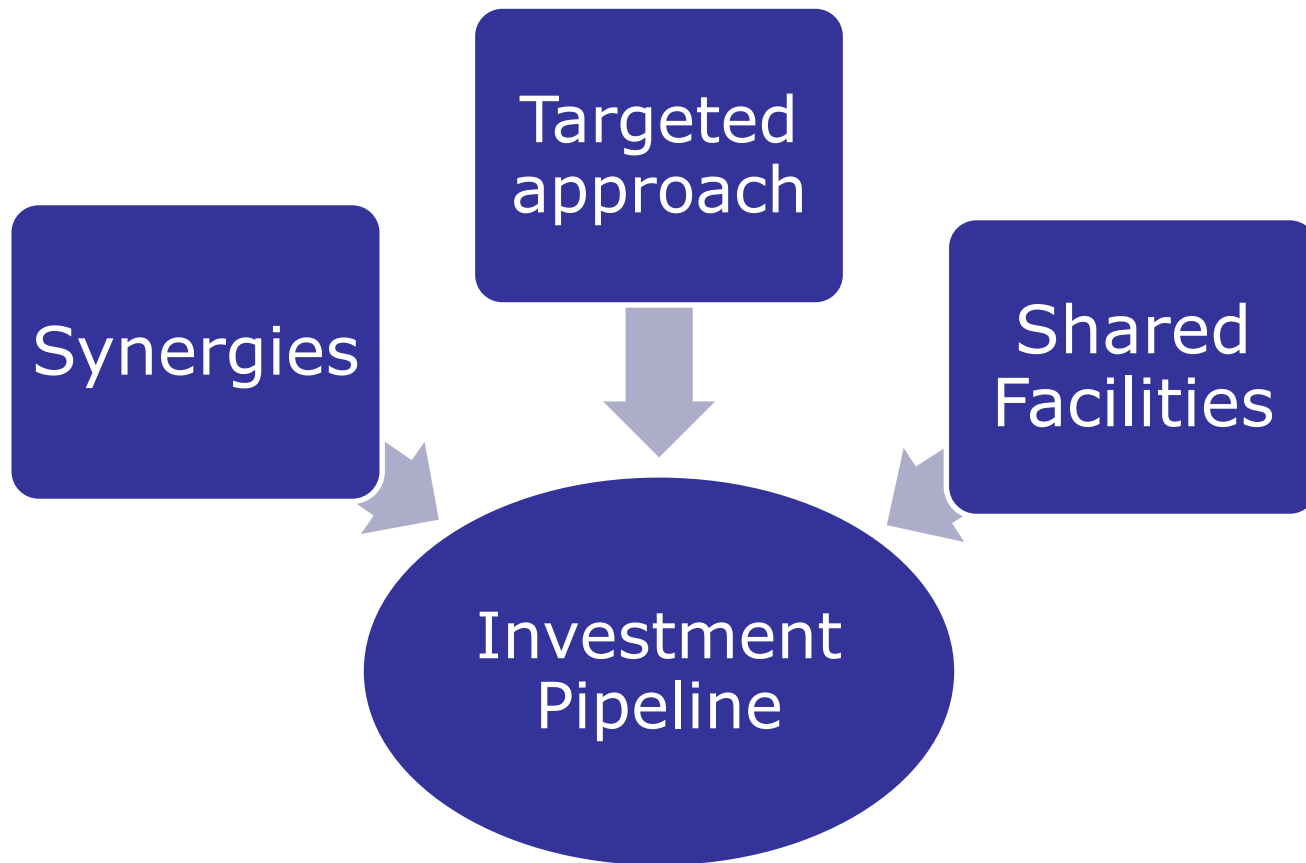 Targeted
approach
Synergies
Shared
Facilities
Investment
Pipeline